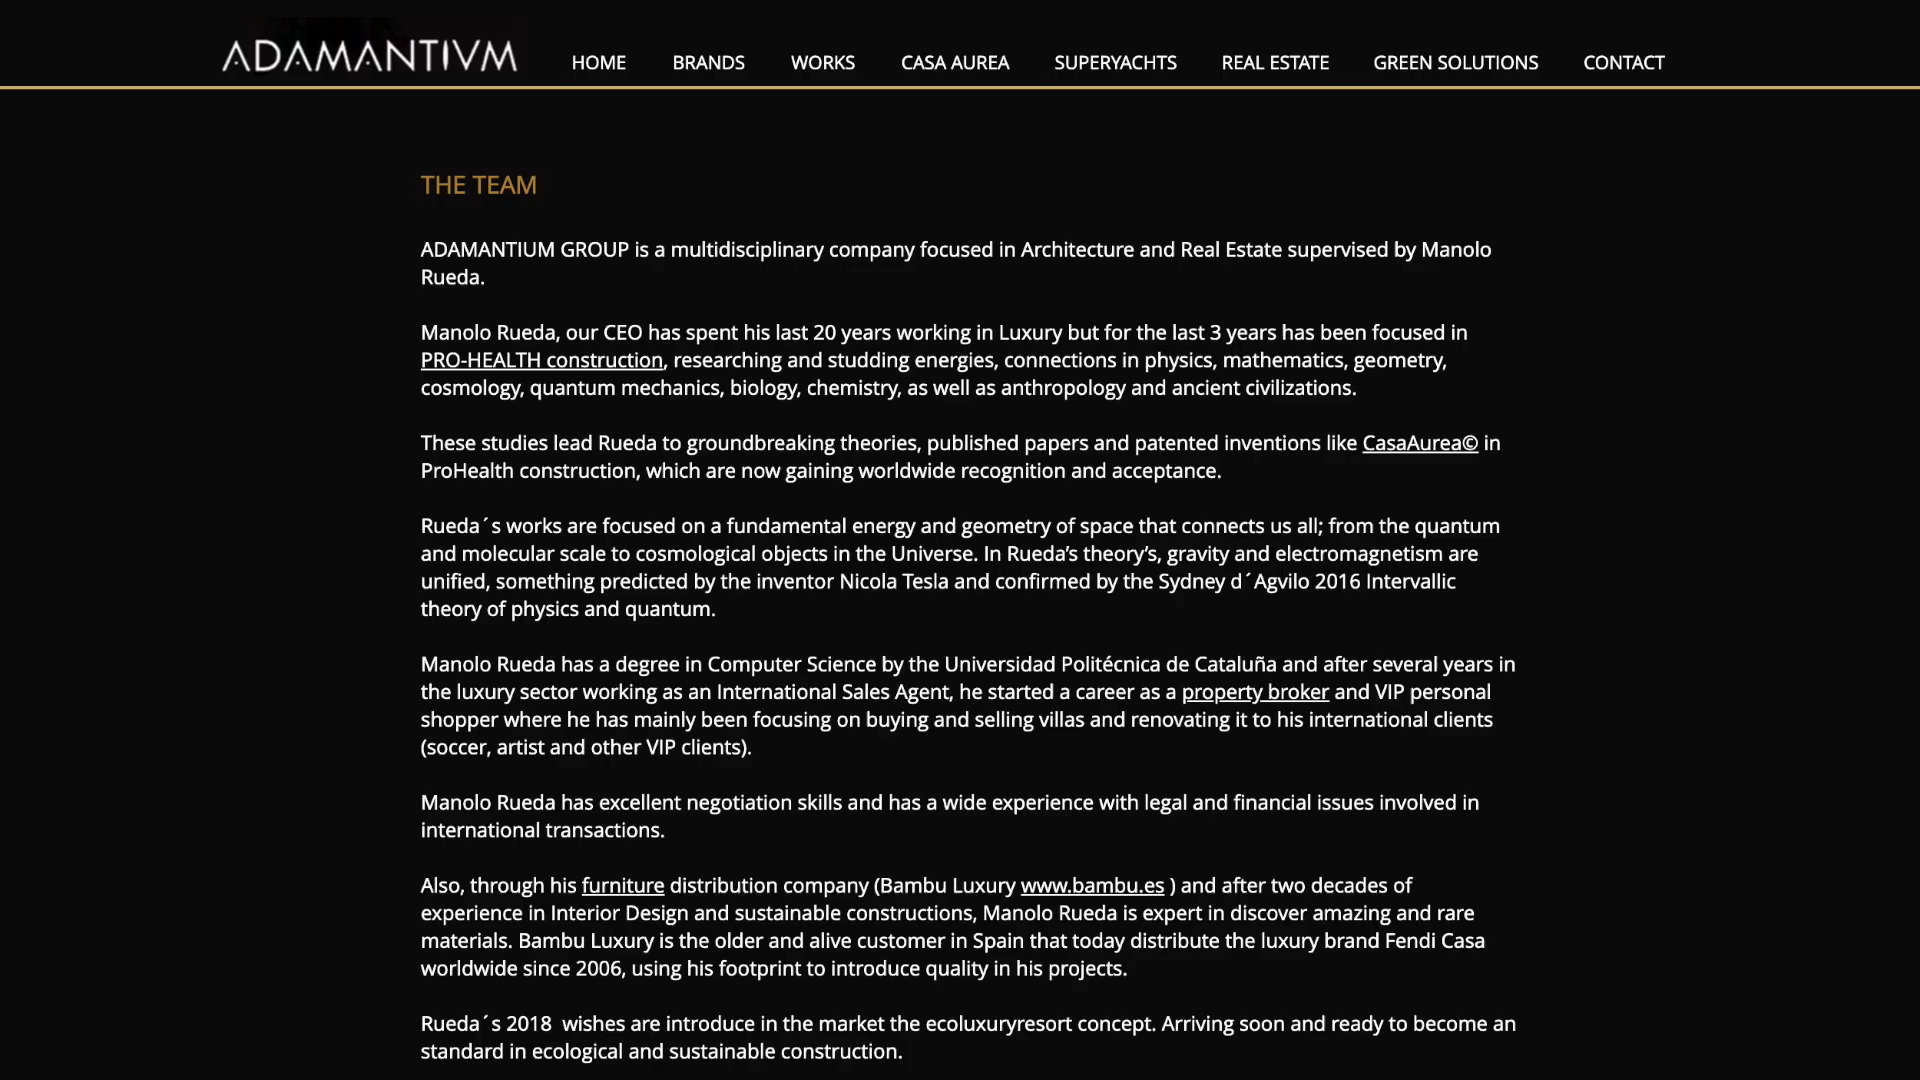 ADAMANTIVM
HOME BRANDS WORKS CASA AUREA SUPERYACHTS REAL ESTATE GREEN SOLUTIONS CONTACT
THE TEAM
ADAMANTIUM GROUP is a multidisciplinary company focused in Architecture and Real Estate supervised by Manolo
Rueda.
Manolo Rueda, our CEO has spent his last 20 years working in Luxury but for the last 3 years has been focused in
PRO-HEALTH construction, researching and studding energies, connections in physics, mathematics, geometry,
cosmology, quantum mechanics, biology, chemistry, as well as anthropology and ancient civilizations.
These studies lead Rueda to groundbreaking theories, published papers and patented inventions like CasaAurea© in
ProHealth construction, which are now gaining worldwide recognition and acceptance.
Rueda´s works are focused on a fundamental energy and geometry of space that connects us all; from the quantum
and molecular scale to cosmological objects in the Universe. In Rueda’s theory’s, gravity and electromagnetism are
unified, something predicted by the inventor Nicola Tesla and confirmed by the Sydney d´Agvilo 2016 Intervallic
theory of physics and quantum.
Manolo Rueda has a degree in Computer Science by the Universidad Politécnica de Cataluña and after several years in
the luxury sector working as an International Sales Agent, he started a career as a property broker and VIP personal
shopper where he has mainly been focusing on buying and selling villas and renovating it to his international clients
(soccer, artist and other VIP clients).
Manolo Rueda has excellent negotiation skills and has a wide experience with legal and financial issues involved in
international transactions.
Also, through his furniture distribution company (Bambu Luxury www.bambu.es ) and after two decades of
experience in Interior Design and sustainable constructions, Manolo Rueda is expert in discover amazing and rare
materials. Bambu Luxury is the older and alive customer in Spain that today distribute the luxury brand Fendi Casa
worldwide since 2006, using his footprint to introduce quality in his projects.
Rueda´s 2018  wishes are introduce in the market the ecoluxuryresort concept. Arriving soon and ready to become an
standard in ecological and sustainable construction.